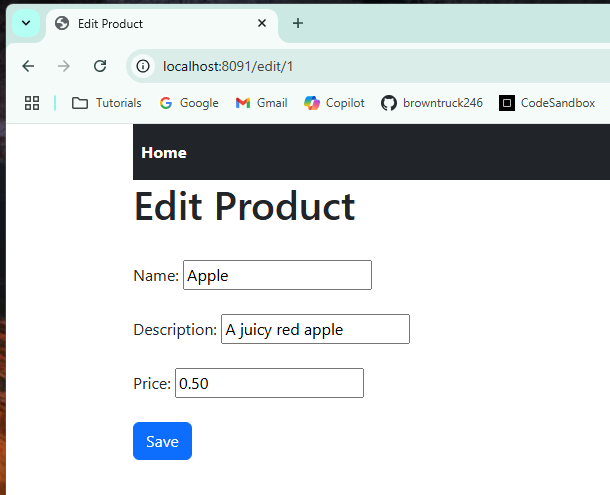 Edit Product
localhost:8091/edit/1
Tutorials Google Gmail Copilot browntruck246 CodeSandbox
Home
Edit Product
Name: Apple
Description: A juicy red apple
Price: 0.50
Save